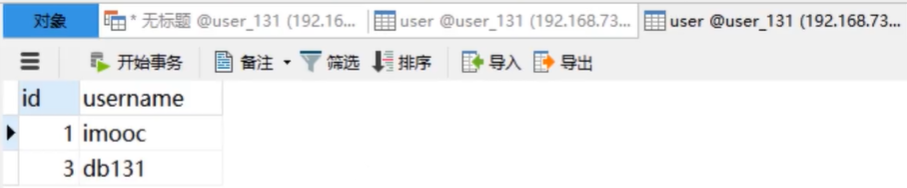 对象 * 无标题 @user_131 (192.16... user @user_131 (192.168.73... user @user_131 (192.168.73...
开始事务 备注 筛选 排序 导入 导出
id username
1 imooc
3 db131